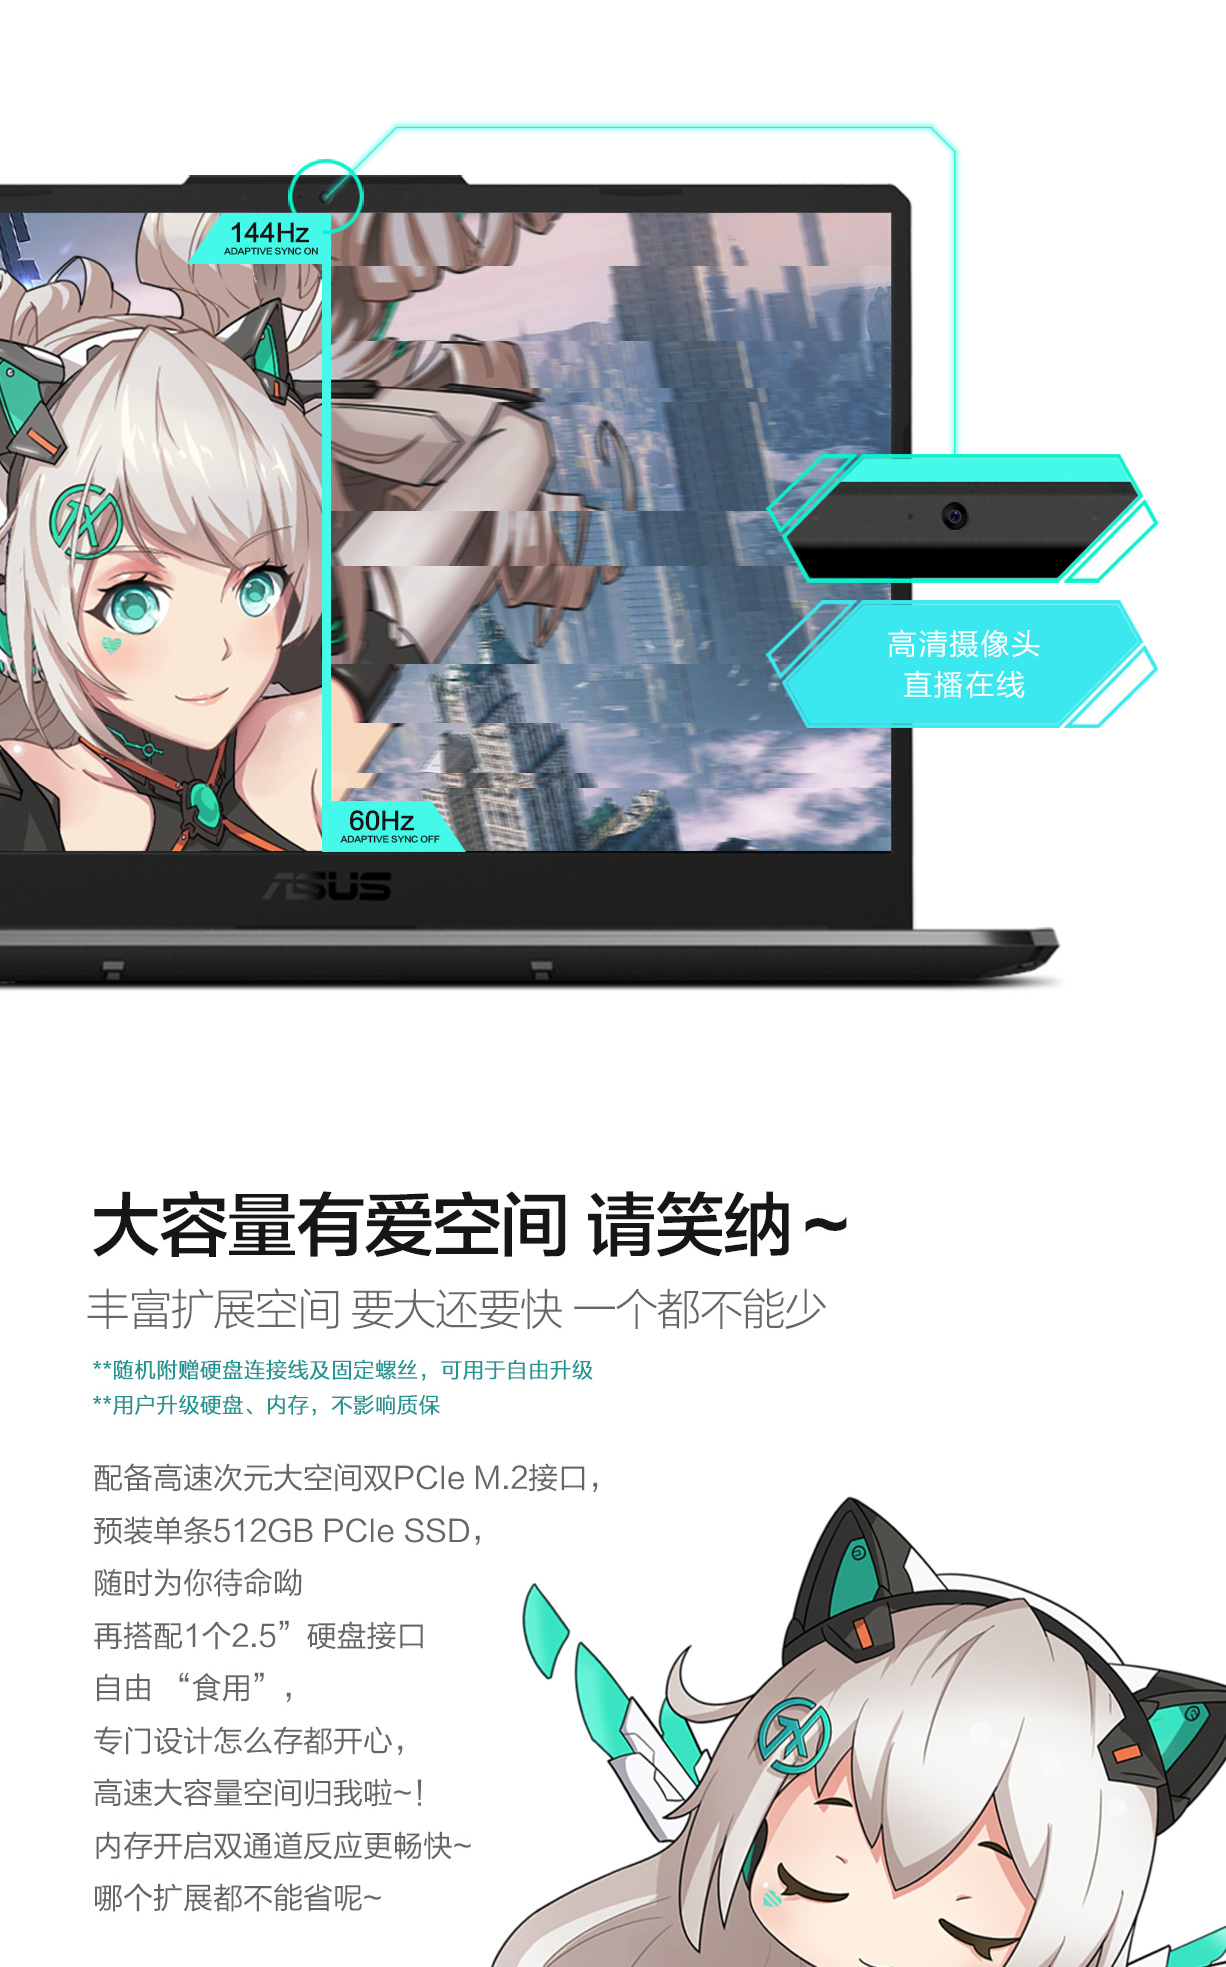 144Hz
ADAPTIVE SYNC ON
高清摄像头
直播在线
60Hz
ADAPTIVE SYNC OFF
ASUS
大容量有爱空间 请笑纳~
丰富扩展空间 要大还要快 一个都不能少
**随机附赠硬盘连接线及固定螺丝，可用于自由升级
**用户升级硬盘、内存，不影响质保
配备高速次元大空间双PCIe M.2接口，
预装单条512GB PCIe SSD，
随时为你待命呦
再搭配1个2.5”硬盘接口
自由 “食用”，
专门设计怎么存都开心，
高速大容量空间归我啦~！
内存开启双通道反应更畅快~
哪个扩展都不能省呢~